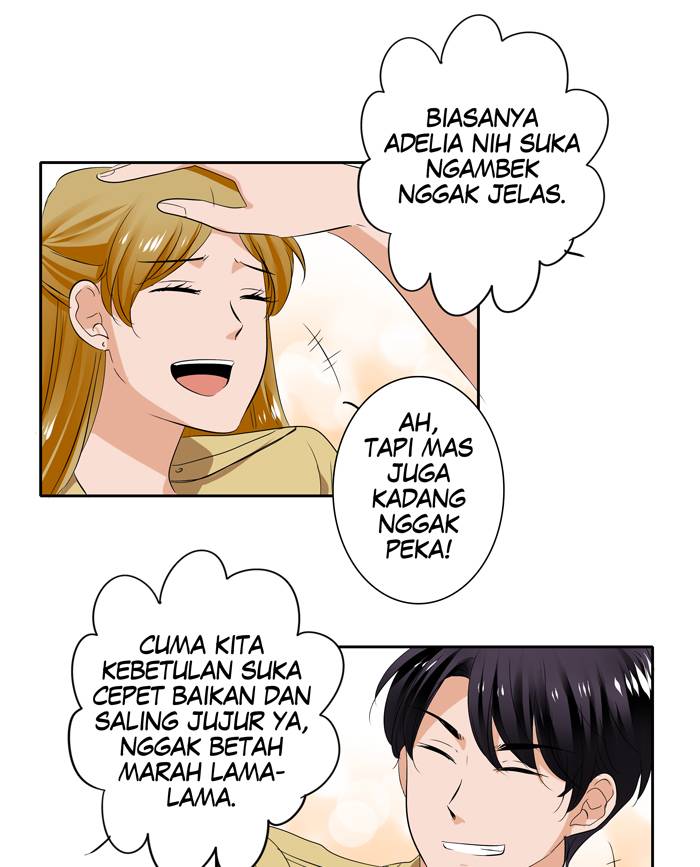 BIASANYA
ADELIA NIH SUKA
NGAMBEK
NGGAK JELAS.
AH,
TAPI MAS
JUGA
KADANG
NGGAK
PEKA!
CUMA KITA
KEBETULAN SUKA
CEPET BAIKAN DAN
SALING JUJUR YA,
NGGAK BETAH
MARAH LAMA-
LAMA.